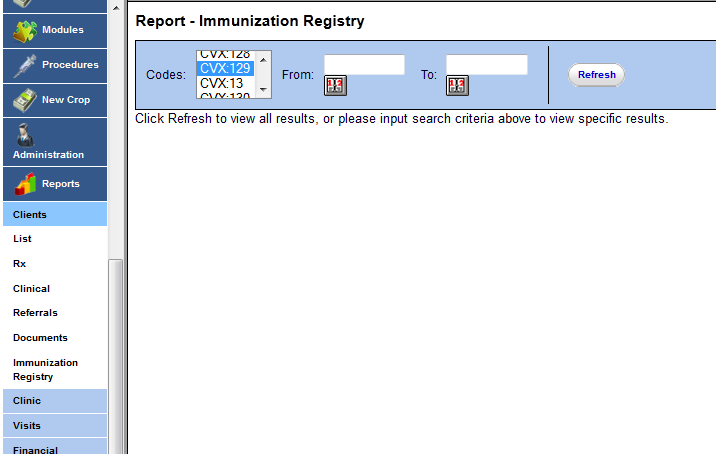 Modules
Procedures
New Crop
Administration
Reports
Clients
List
Rx
Clinical
Referrals
Documents
Immunization
Registry
Clinic
Visits
Financial
Report - Immunization Registry
Codes:
CVX:128
CVX:129
CVX:13
CVX:130
From:
To:
Refresh
Click Refresh to view all results, or please input search criteria above to view specific results.